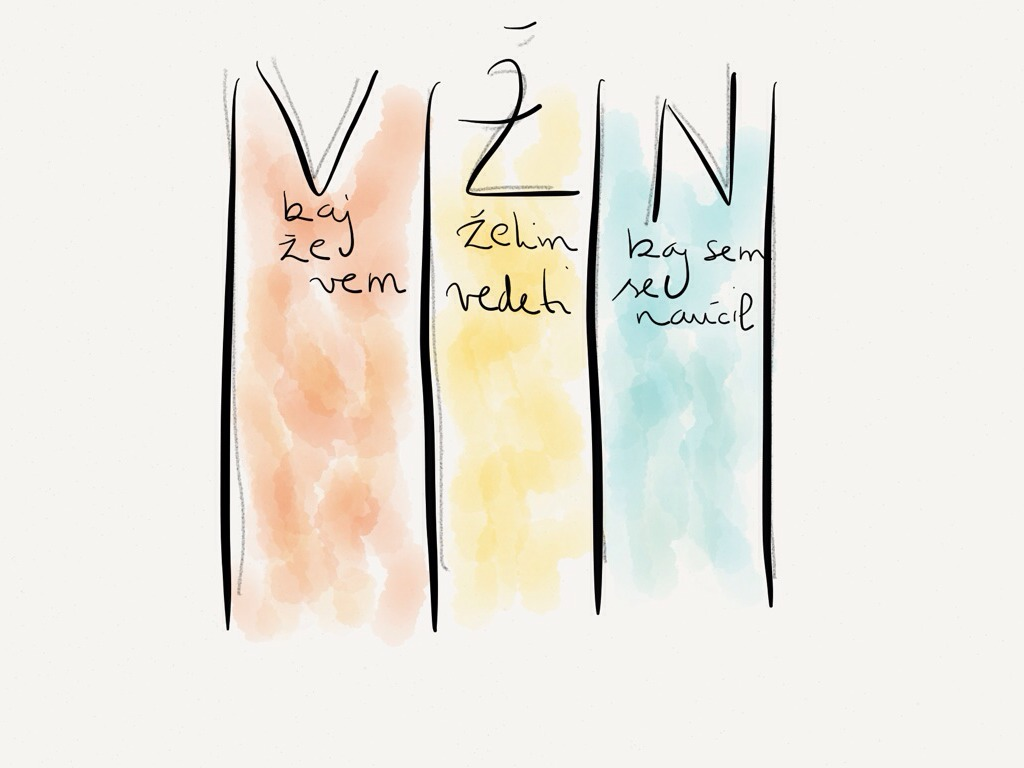 V
kaj
že
vem
Ž
želim
vedeti
N
kaj sem
se
naučil